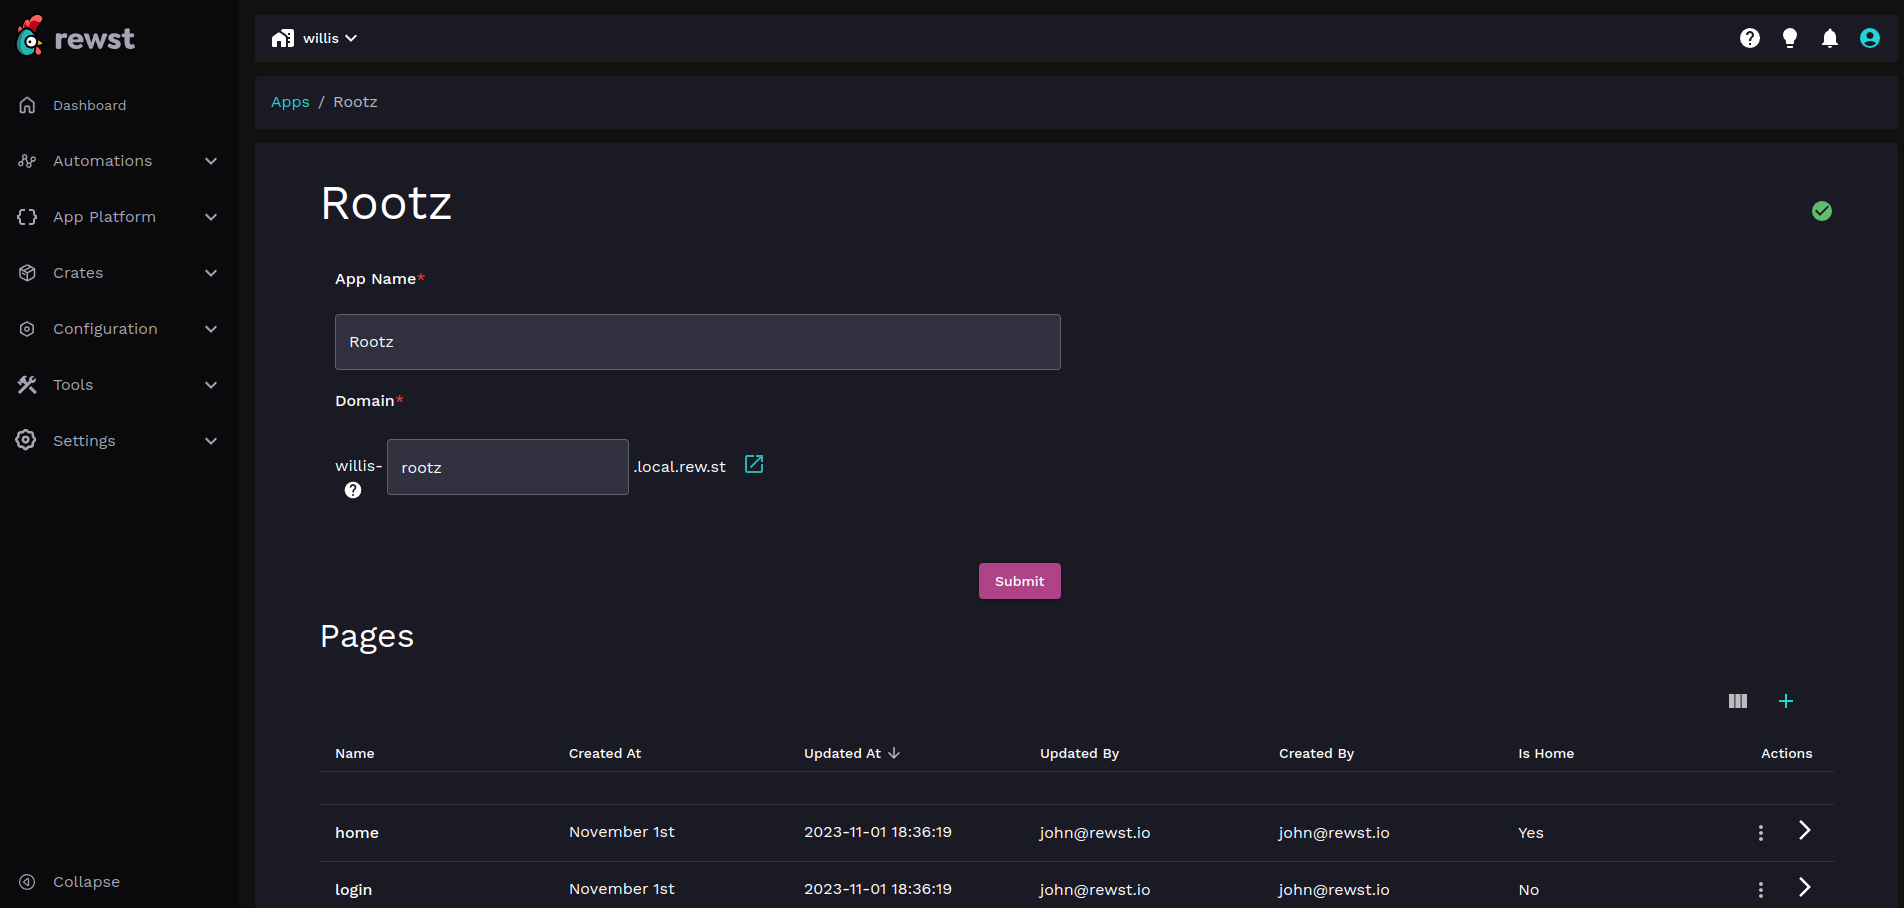 rewst
willis
Apps / Rootz
Dashboard
Automations
App Platform
Crates
Configuration
Tools
Settings
Collapse
Rootz
App Name*
Rootz
Domain*
willis- rootz .local.rew.st
Submit
Pages
Name Created At Updated At Updated By Created By Is Home Actions
home November 1st 2023-11-01 18:36:19 john@rewst.io john@rewst.io Yes
login November 1st 2023-11-01 18:36:19 john@rewst.io john@rewst.io No